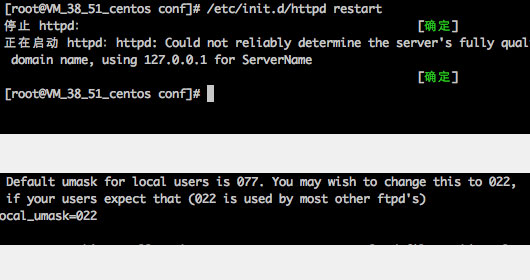 [root@VM_38_51_centos conf]# /etc/init.d/httpd restart
停止 httpd: [确定]
正在启动 httpd: httpd: Could not reliably determine the server's fully qual
domain name, using 127.0.0.1 for ServerName
[确定]
[root@VM_38_51_centos conf]#
Default umask for local users is 077. You may wish to change this to 022,
if your users expect that (022 is used by most other ftpd's)
ocal_umask=022